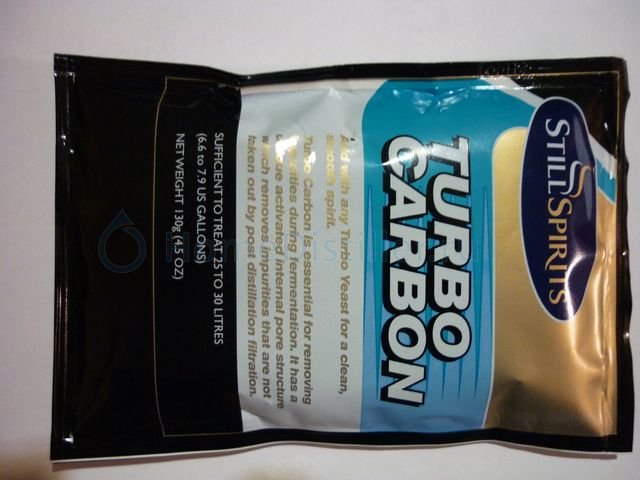 STILL SPIRITS
TURBO
CARBON
Add with any Turbo Yeast for a clean,
smooth spirit.
Turbo Carbon is essential for removing
impurities during fermentation. It has a
unique activated internal pore structure
which removes impurities that are not
taken out by post distillation filtration.
SUFFICIENT TO TREAT 25 TO 30 LITRES
(6.6 to 7.9 US GALLONS)
NET WEIGHT 130g (4.5 OZ)